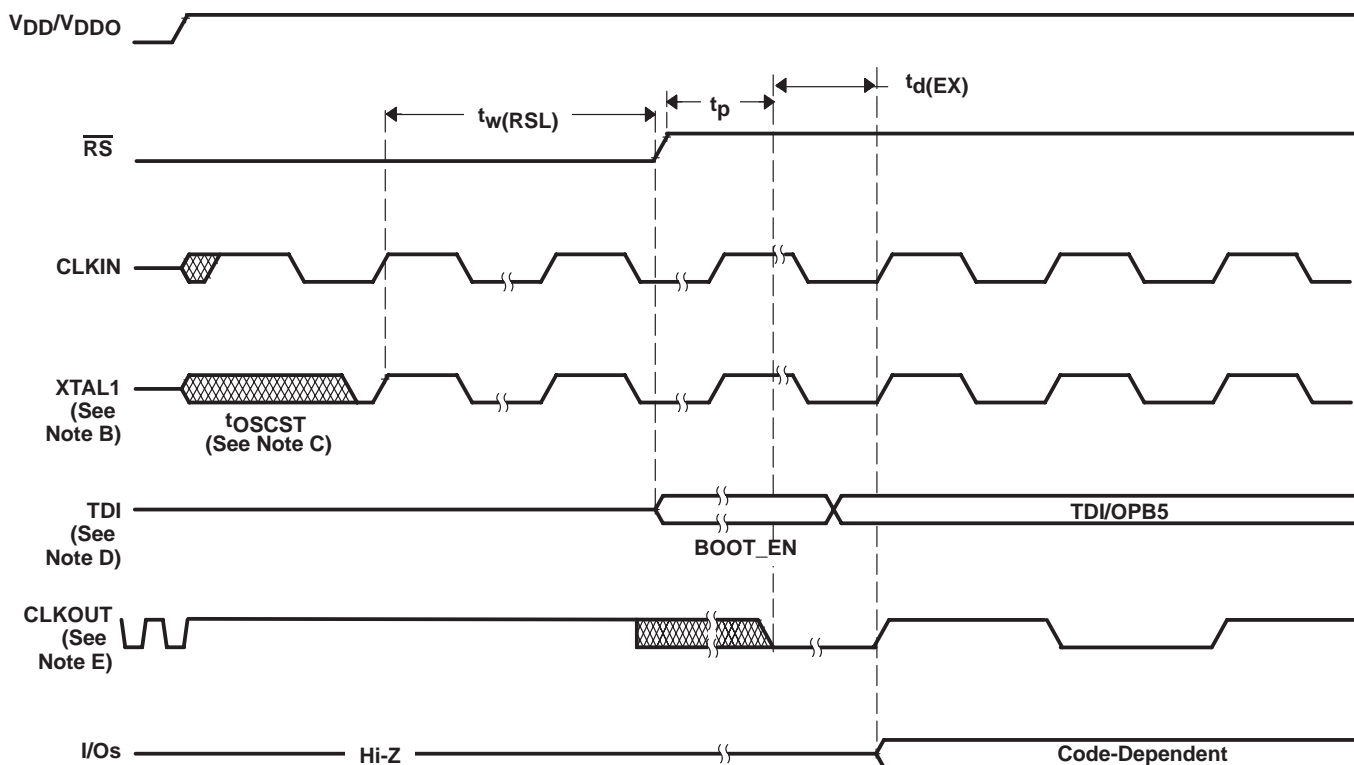 VDD/VDDO
td(EX)
tp
tw(RSL)
RS
CLKIN
XTAL1
(See
Note B)
tOSCST
(See Note C)
TDI
(See
Note D)
TDI/OPB5
BOOT_EN
CLKOUT
(See
Note E)
I/Os
Hi-Z
Code-Dependent